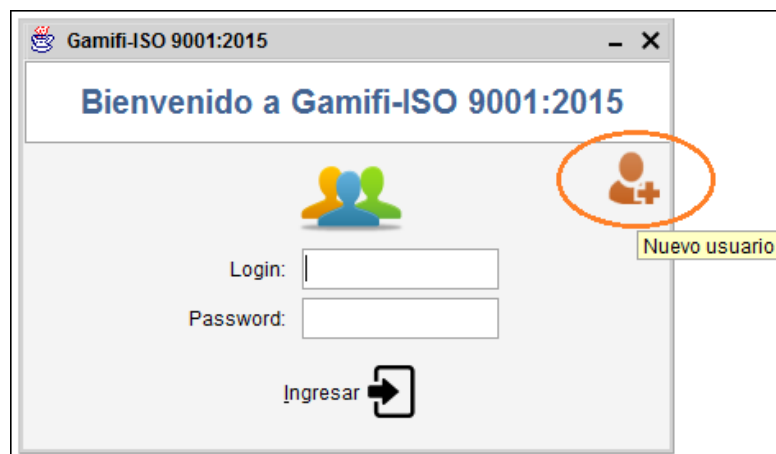 Gamifi-ISO 9001:2015
Bienvenido a Gamifi-ISO 9001:2015
Nuevo usuario
Login:
Password:
Ingresar